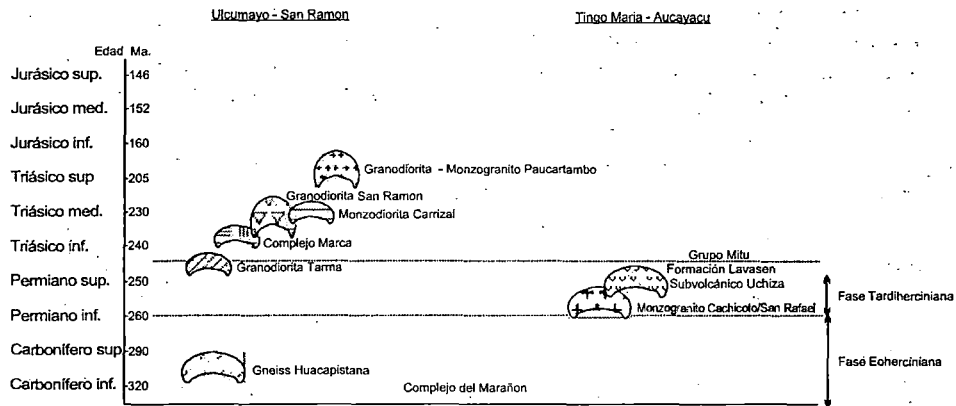 Ulcumayo - San Ramon    Tingo Maria - Aucayacu
Edad Ma.
Jurásico sup. 146
Jurásico med. 152
Jurásico inf. 160
Granodíorita - Monzogranito Paucartambo
Triásico sup 205
Granodiorita San Ramon
Triásico med. 230 Monzodiorita Carrizal
Triásico inf. 240 Complejo Marca
Grupo Mitu
Granodiorita Tarma Formación Lavasen
Permiano sup. 250 Subvolcánico Uchiza
Fase Tardiherciniana
Monzogranito Cachicoto/San Rafael
Permiano inf. 260
Carbonífero sup 290
Fase Eoherciniana
Gneiss Huacapistana
Carbonífero inf. 320 Complejo del Marañon